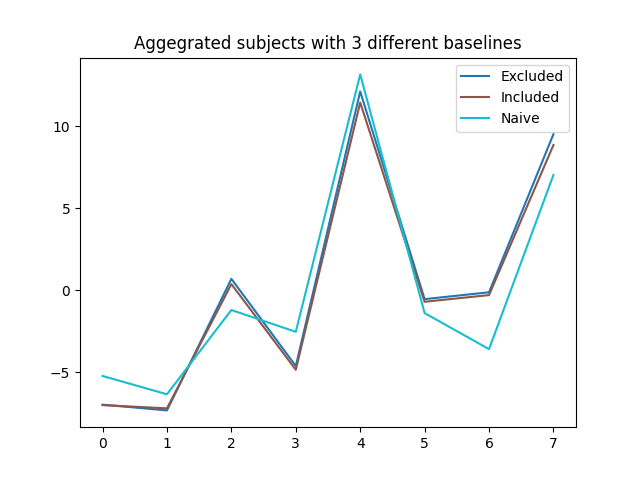 Aggegrated subjects with 3 different baselines
Excluded
Included
Naive
10
5
0
−5
0 1 2 3 4 5 6 7